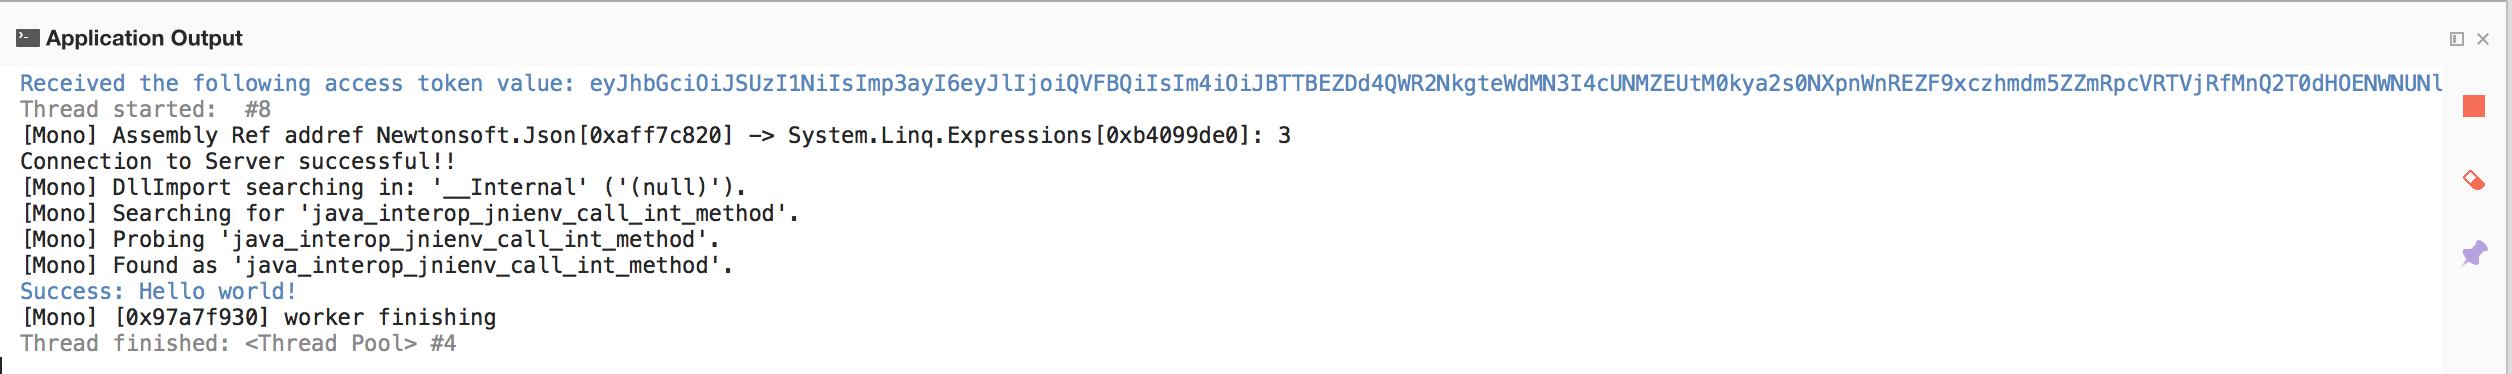 Application Output
Received the following access token value: eyJhbGciOiJSUzI1NiIsImp3ayI6eyJlIjoiQVFBQiIsIm4iOiJBTTBEZDd4QWR2NkgteWdMN3I4cUNMZEUtM0kya2s0NXpnWnREZF9xczhmdm5ZZmRpcVRTVjRfMnQ2T0dHOENWNUNl
Thread started:  #8
[Mono] Assembly Ref addref Newtonsoft.Json[0xaff7c820] -> System.Linq.Expressions[0xb4099de0]: 3
Connection to Server successful!!
[Mono] DllImport searching in: '__Internal' ('(null)').
[Mono] Searching for 'java_interop_jnienv_call_int_method'.
[Mono] Probing 'java_interop_jnienv_call_int_method'.
[Mono] Found as 'java_interop_jnienv_call_int_method'.
Success: Hello world!
[Mono] [0x97a7f930] worker finishing
Thread finished: <Thread Pool> #4